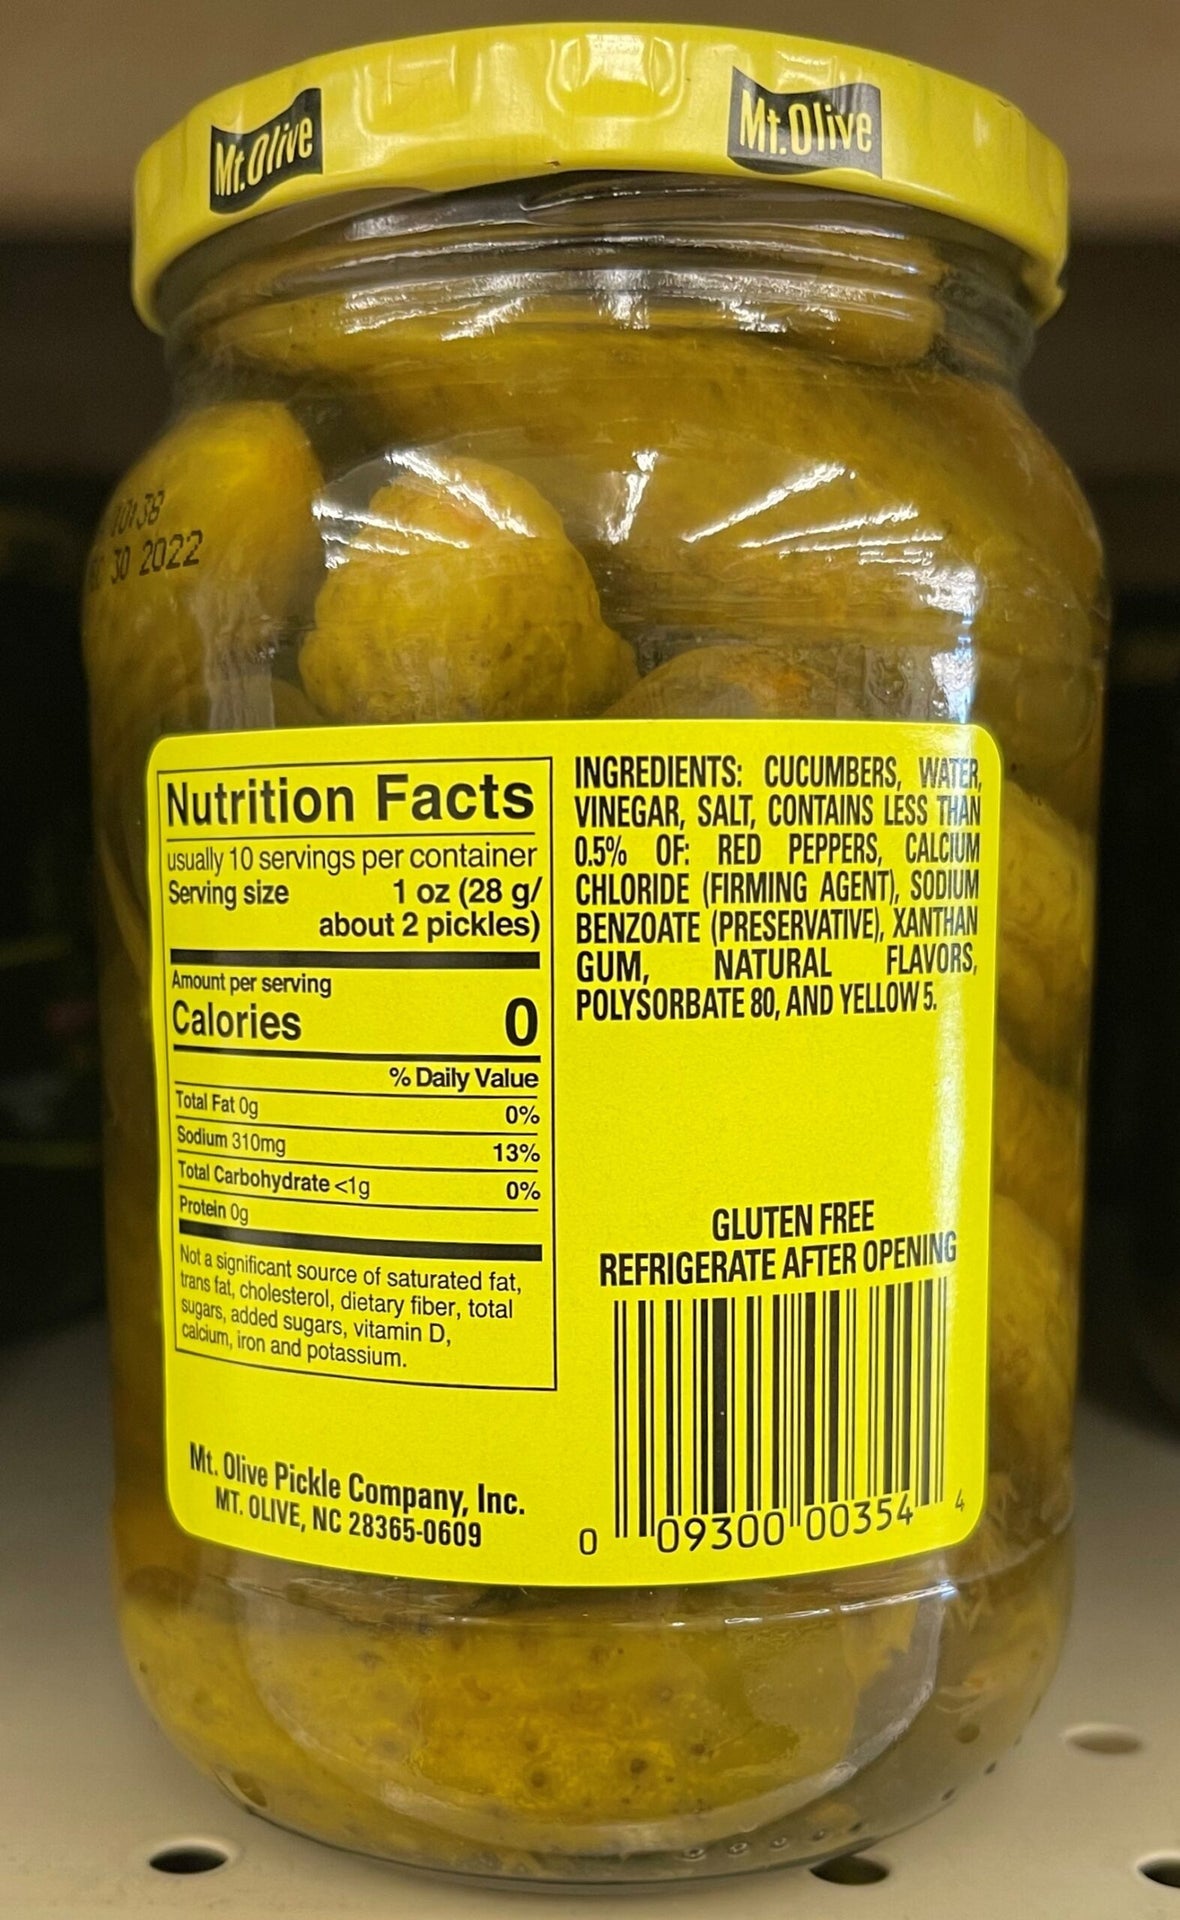 Mt.Olive
Mt.Olive
10:38
30 2022
Nutrition Facts
usually 10 servings per container
Serving size 1 oz (28 g/
about 2 pickles)
Amount per serving
Calories 0
% Daily Value
Total Fat 0g 0%
Sodium 310mg 13%
Total Carbohydrate <1g 0%
Protein 0g
Not a significant source of saturated fat,
trans fat, cholesterol, dietary fiber, total
sugars, added sugars, vitamin D,
calcium, iron and potassium.
Mt. Olive Pickle Company, Inc.
MT. OLIVE, NC 28365-0609
INGREDIENTS: CUCUMBERS, WATER,
VINEGAR, SALT, CONTAINS LESS THAN
0.5% OF: RED PEPPERS, CALCIUM
CHLORIDE (FIRMING AGENT), SODIUM
BENZOATE (PRESERVATIVE), XANTHAN
GUM, NATURAL FLAVORS,
POLYSORBATE 80, AND YELLOW 5.
GLUTEN FREE
REFRIGERATE AFTER OPENING
0 09300 00354 4